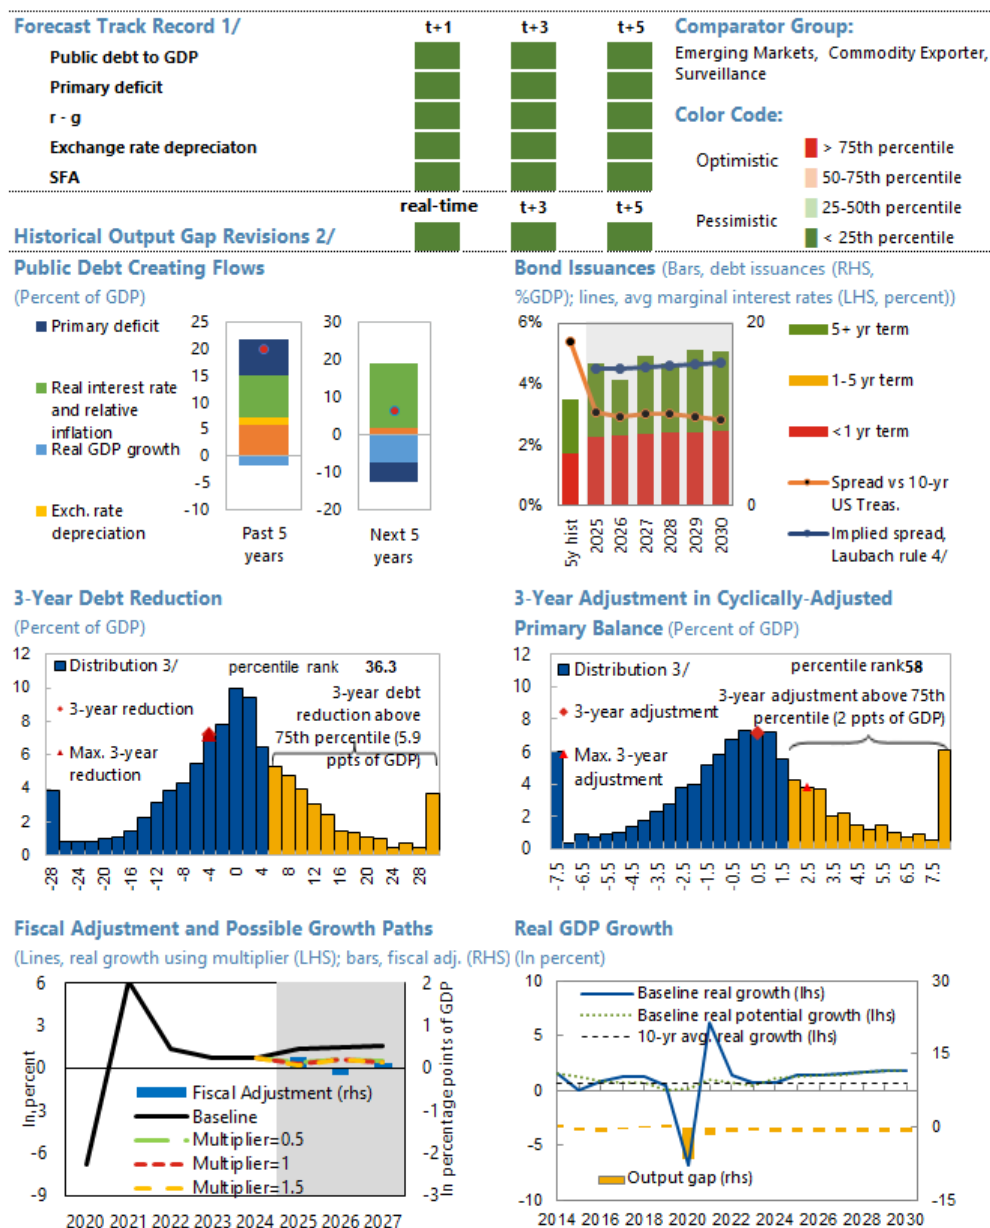 Forecast Track Record 1/ t+1 t+3 t+5 Comparator Group:
Public debt to GDP
Emerging Markets, Commodity Exporter,
Surveillance
Primary deficit
r - g
Color Code:
Exchange rate depreciaton
SFA
Optimistic
> 75th percentile
50-75th percentile
Pessimistic
25-50th percentile
< 25th percentile
real-time t+3 t+5
Historical Output Gap Revisions 2/
Public Debt Creating Flows
(Percent of GDP)
Primary deficit
Real interest rate
and relative
inflation
Real GDP growth
Exch. rate
depreciation
25
20
15
10
5
0
-5
-10
Past 5
years
30
20
10
0
-10
-20
Next 5
years
Bond Issuances (Bars, debt issuances (RHS,
%GDP); lines, avg marginal interest rates (LHS, percent))
6%
4%
2%
0%
20
0
5y hist
2025
2026
2027
2028
2029
2030
5+ yr term
1-5 yr term
<1 yr term
Spread vs 10-yr
US Treas.
Implied spread,
Laubach rule 4/
3-Year Debt Reduction
(Percent of GDP)
12
10
8
6
4
2
0
Distribution 3/
3-year reduction
Max. 3-year
reduction
percentile rank 36.3
3-year debt
reduction above
75th percentile (5.9
ppts of GDP)
-28 -20 -16 -12 -8 -4 0 4 8 12 16 20 24 28
3-Year Adjustment in Cyclically-Adjusted
Primary Balance (Percent of GDP)
12
10
8
6
4
2
0
Distribution 3/
3-year adjustment
Max. 3-year
adjustment
percentile rank58
3-year adjustment above 75th
percentile (2 ppts of GDP)
-7.5 -6.5 -5.5 -4.5 -3.5 -2.5 -1.5 -0.5 0.5 1.5 2.5 3.5 4.5 5.5 6.5 7.5
Fiscal Adjustment and Possible Growth Paths
(Lines, real growth using multiplier (LHS); bars, fiscal adj. (RHS)
In percent
6
3
0
-3
-6
-9
2
1
0
-1
-2
-3
In percentage points of GDP
Fiscal Adjustment (rhs)
Baseline
Multiplier=0.5
Multiplier=1
Multiplier=1.5
2020 2021 2022 2023 2024 2025 2026 2027
Real GDP Growth
(In percent)
10
5
0
-5
-10
30
15
0
-15
Baseline real growth (lhs)
Baseline real potential growth (lhs)
10-yr avg. real growth (lhs)
Output gap (rhs)
2014 2016 2018 2020 2022 2024 2026 2028 2030